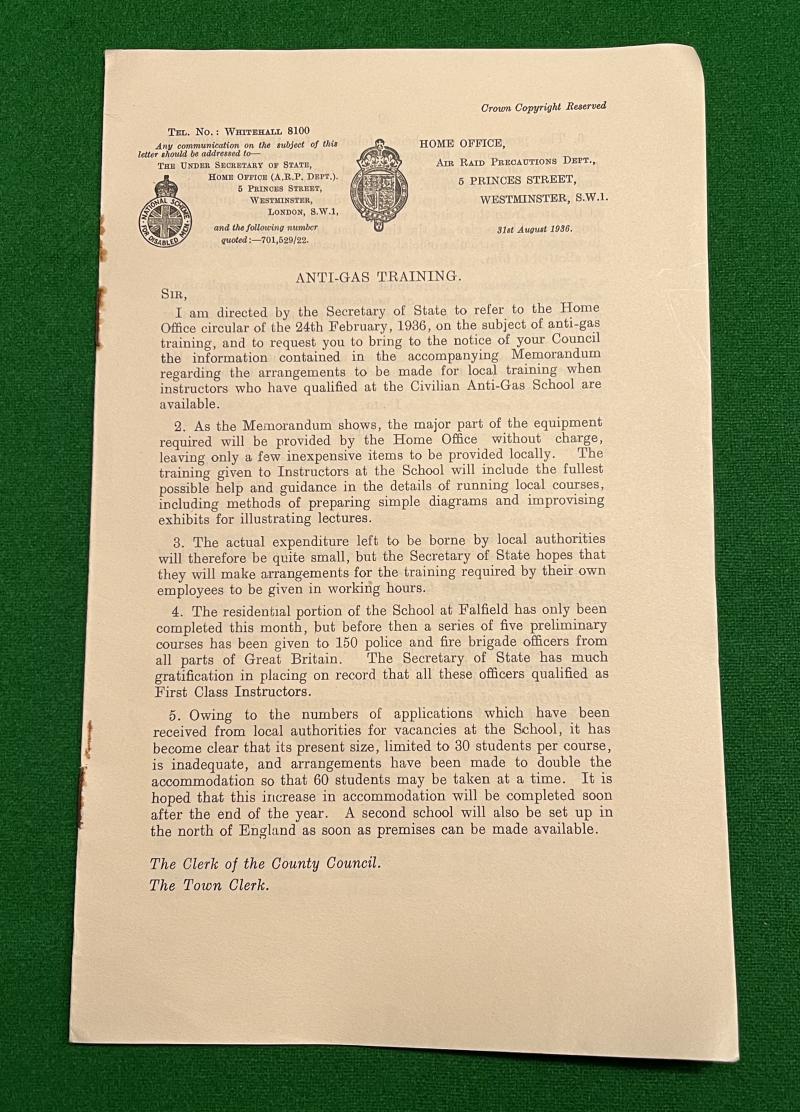 Crown Copyright Reserved
TEL. NO.: WHITEHALL 8100
Any communication on the subject of this
letter should be addressed to—
THE UNDER SECRETARY OF STATE,
HOME OFFICE (A.R.P. DEPT.).
5 PRINCES STREET,
WESTMINSTER,
LONDON, S.W.1,
and the following number
quoted:—701,529/22.
NATIONAL SCHEME
FOR DISABLED MEN
HOME OFFICE,
AIR RAID PRECAUTIONS DEPT.,
5 PRINCES STREET,
WESTMINSTER, S.W.1.
31st August 1936.
ANTI-GAS TRAINING.
SIR,
I am directed by the Secretary of State to refer to the Home
Office circular of the 24th February, 1936, on the subject of anti-gas
training, and to request you to bring to the notice of your Council
the information contained in the accompanying Memorandum
regarding the arrangements to be made for local training when
instructors who have qualified at the Civilian Anti-Gas School are
available.
2. As the Memorandum shows, the major part of the equipment
required will be provided by the Home Office without charge,
leaving only a few inexpensive items to be provided locally. The
training given to Instructors at the School will include the fullest
possible help and guidance in the details of running local courses,
including methods of preparing simple diagrams and improvising
exhibits for illustrating lectures.
3. The actual expenditure left to be borne by local authorities
will therefore be quite small, but the Secretary of State hopes that
they will make arrangements for the training required by their own
employees to be given in working hours.
4. The residential portion of the School at Falfield has only been
completed this month, but before then a series of five preliminary
courses has been given to 150 police and fire brigade officers from
all parts of Great Britain. The Secretary of State has much
gratification in placing on record that all these officers qualified as
First Class Instructors.
5. Owing to the numbers of applications which have been
received from local authorities for vacancies at the School, it has
become clear that its present size, limited to 30 students per course,
is inadequate, and arrangements have been made to double the
accommodation so that 60 students may be taken at a time. It is
hoped that this increase in accommodation will be completed soon
after the end of the year. A second school will also be set up in
the north of England as soon as premises can be made available.
The Clerk of the County Council.
The Town Clerk.